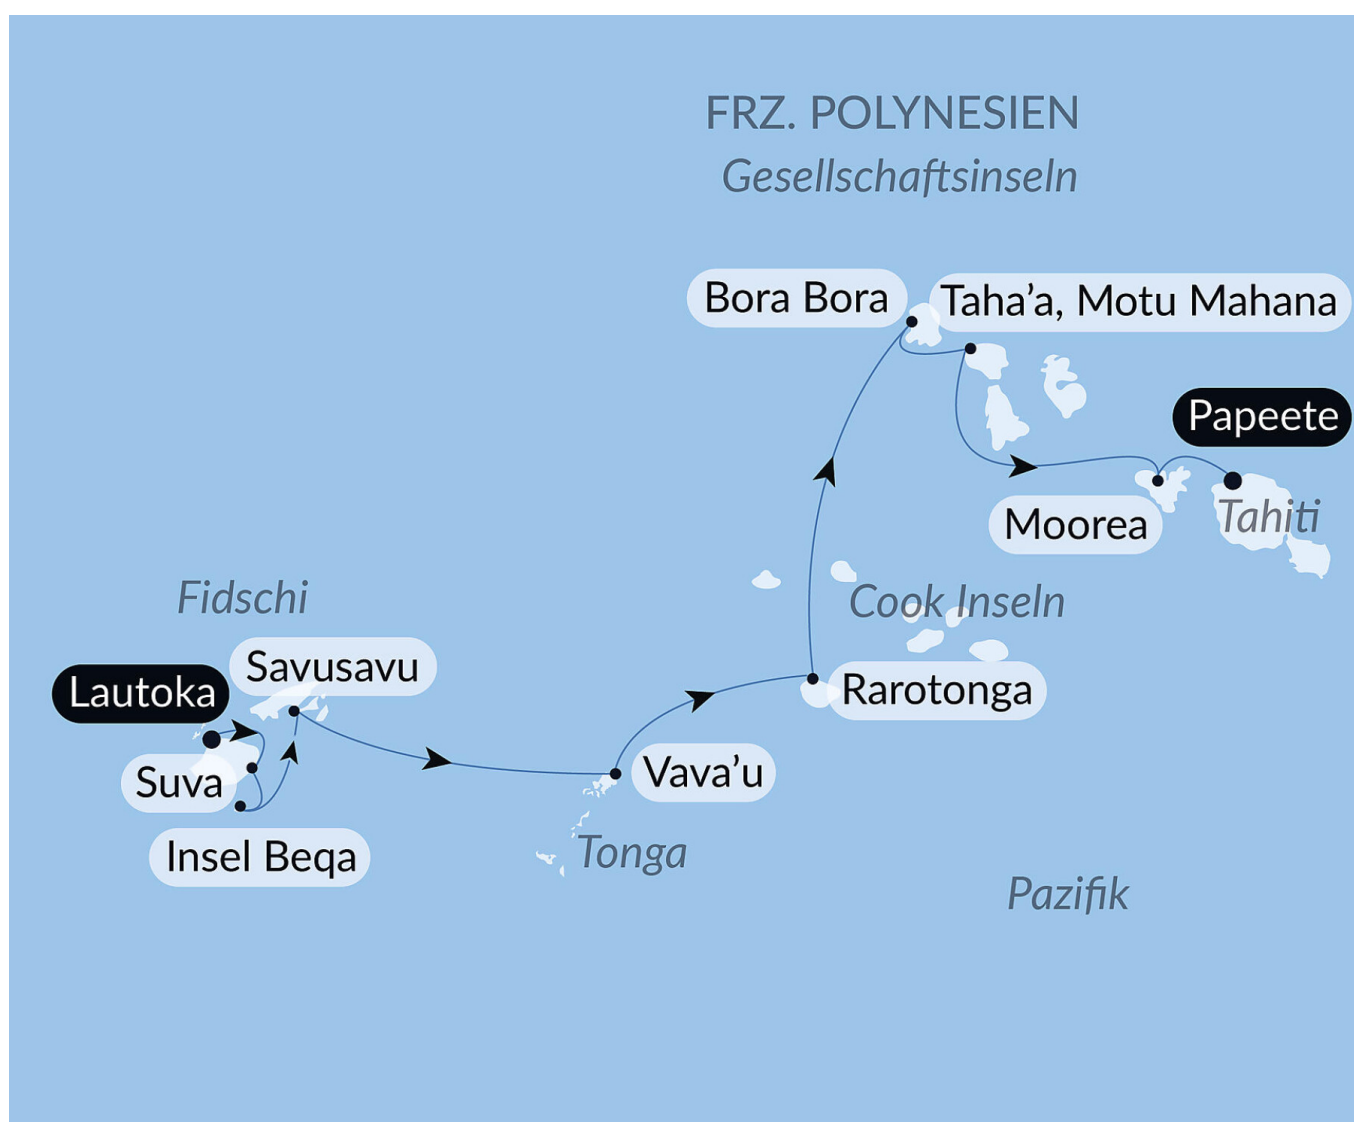 FRZ. POLYNESIEN
Gesellschaftsinseln
Bora Bora
Taha’a, Motu Mahana
Papeete
Moorea
Tahiti
Fidschi
Cook Inseln
Savusavu
Lautoka
Rarotonga
Suva
Vava’u
Insel Beqa
Tonga
Pazifik